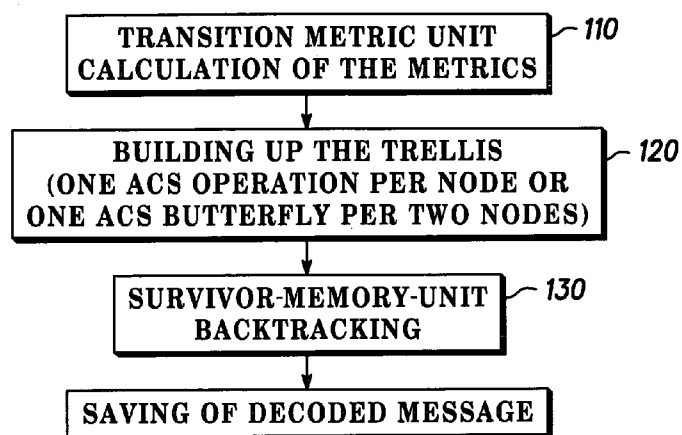 TRANSITION METRIC UNIT
CALCULATION OF THE METRICS
110
BUILDING UP THE TRELLIS
(ONE ACS OPERATION PER NODE OR
ONE ACS BUTTERFLY PER TWO NODES)
120
SURVIVOR-MEMORY-UNIT
BACKTRACKING
130
SAVING OF DECODED MESSAGE